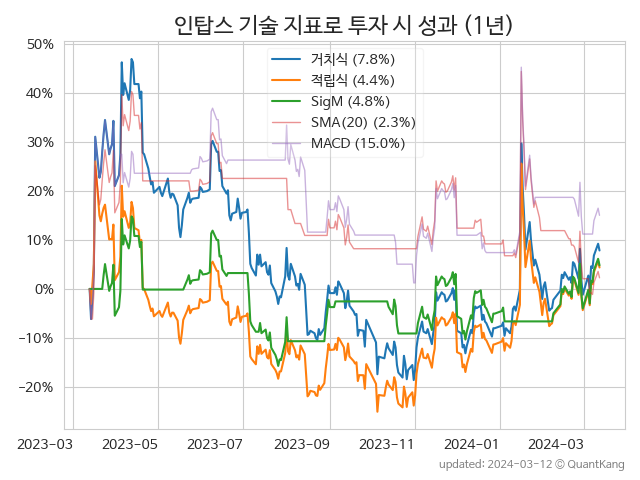 인탑스 기술 지표로 투자 시 성과 (1년)
50%
40%
30%
20%
10%
0%
−10%
−20%
거치식 (7.8%)
적립식 (4.4%)
SigM (4.8%)
SMA(20) (2.3%)
MACD (15.0%)
2023-03
2023-05
2023-07
2023-09
2023-11
2024-01
2024-03
updated: 2024-03-12 © QuantKang